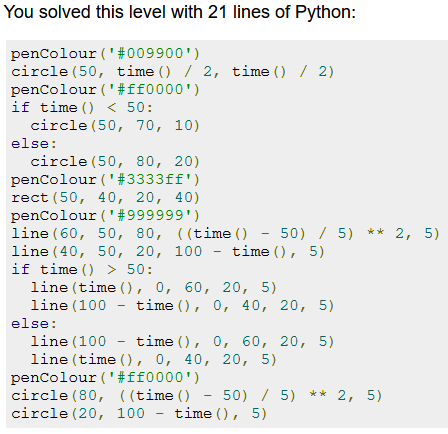 You solved this level with 21 lines of Python:
penColour('#009900')
circle(50, time() / 2, time() / 2)
penColour('#ff0000')
if time() < 50:
  circle(50, 70, 10)
else:
  circle(50, 80, 20)
penColour('#3333ff')
rect(50, 40, 20, 40)
penColour('#999999')
line(60, 50, 80, ((time() - 50) / 5) ** 2, 5)
line(40, 50, 20, 100 - time(), 5)
if time() > 50:
  line(time(), 0, 60, 20, 5)
  line(100 - time(), 0, 40, 20, 5)
else:
  line(100 - time(), 0, 60, 20, 5)
  line(time(), 0, 40, 20, 5)
penColour('#ff0000')
circle(80, ((time() - 50) / 5) ** 2, 5)
circle(20, 100 - time(), 5)